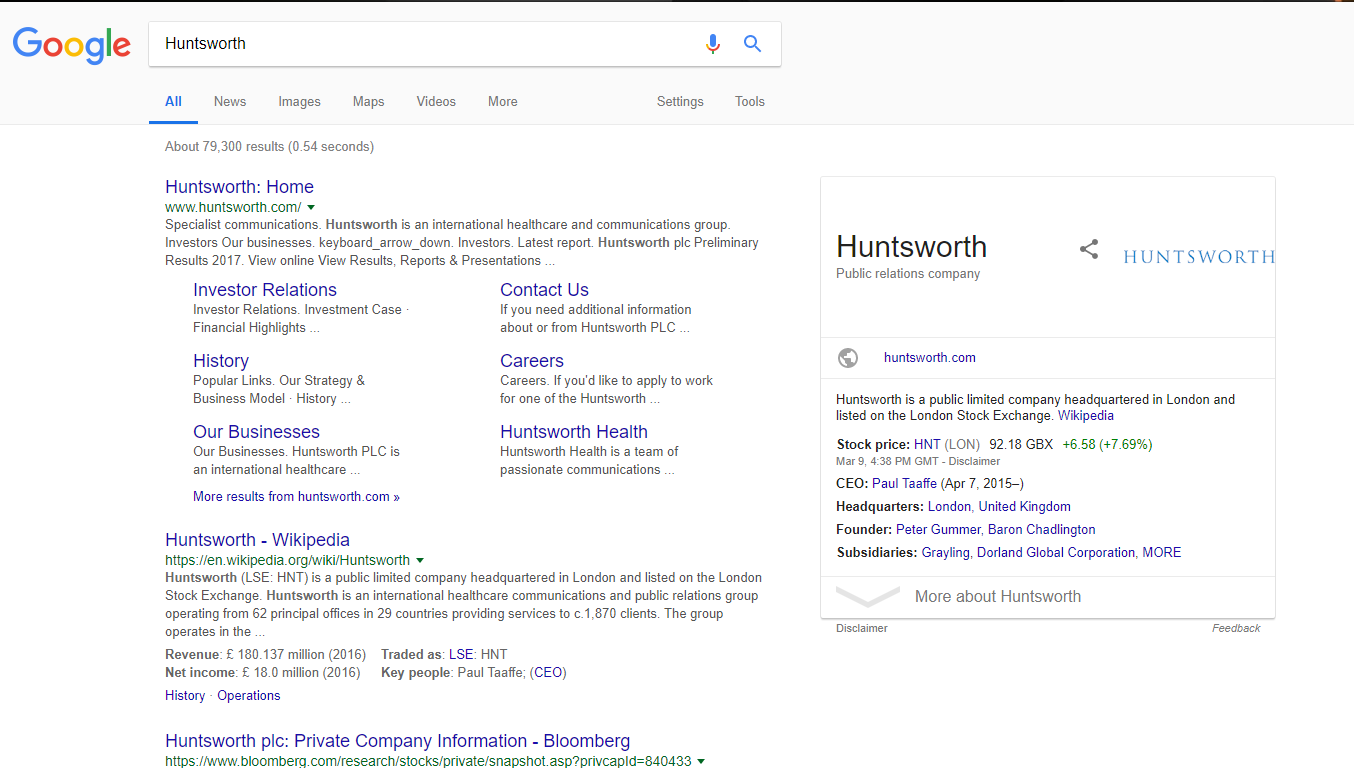 Google
Huntsworth
All News Images Maps Videos More Settings Tools
About 79,300 results (0.54 seconds)
Huntsworth: Home
www.huntsworth.com/
Specialist communications. Huntsworth is an international healthcare and communications group.
Investors Our businesses. keyboard_arrow_down. Investors. Latest report. Huntsworth plc Preliminary
Results 2017. View online View Results, Reports & Presentations ...
Investor Relations
Investor Relations. Investment Case ·
Financial Highlights ...
Contact Us
If you need additional information
about or from Huntsworth PLC ...
History
Popular Links. Our Strategy &
Business Model · History ...
Careers
Careers. If you'd like to apply to work
for one of the Huntsworth ...
Our Businesses
Our Businesses. Huntsworth PLC is
an international healthcare ...
Huntsworth Health
Huntsworth Health is a team of
passionate communications ...
More results from huntsworth.com »
Huntsworth - Wikipedia
https://en.wikipedia.org/wiki/Huntsworth
Huntsworth (LSE: HNT) is a public limited company headquartered in London and listed on the London
Stock Exchange. Huntsworth is an international healthcare communications and public relations group
operating from 62 principal offices in 29 countries providing services to c.1,870 clients. The group
operates in the ...
Revenue: £ 180.137 million (2016) Traded as: LSE: HNT
Net income: £ 18.0 million (2016) Key people: Paul Taaffe; (CEO)
History · Operations
Huntsworth plc: Private Company Information - Bloomberg
https://www.bloomberg.com/research/stocks/private/snapshot.asp?privcapId=840433
Huntsworth
HUNTSWORTH
Public relations company
huntsworth.com
Huntsworth is a public limited company headquartered in London and
listed on the London Stock Exchange. Wikipedia
Stock price: HNT (LON) 92.18 GBX +6.58 (+7.69%)
Mar 9, 4:38 PM GMT - Disclaimer
CEO: Paul Taaffe (Apr 7, 2015–)
Headquarters: London, United Kingdom
Founder: Peter Gummer, Baron Chadlington
Subsidiaries: Grayling, Dorland Global Corporation, MORE
More about Huntsworth
Disclaimer Feedback